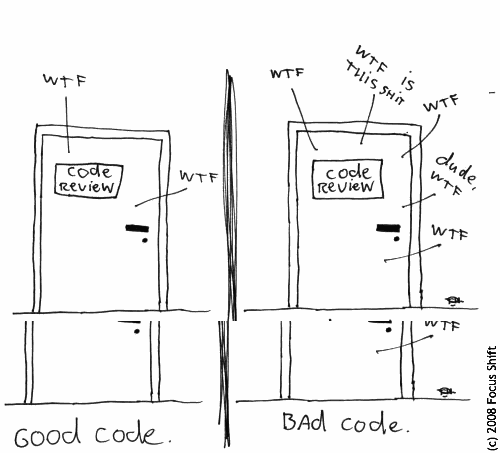 WTF
code
REVIEW
WTF
WTF
WTF is
THIS SHIT
WTF
code
REVIEW
dude,
WTF
WTF
WTF
GOOD code.
BAd code.
(c) 2008 Focus Shift